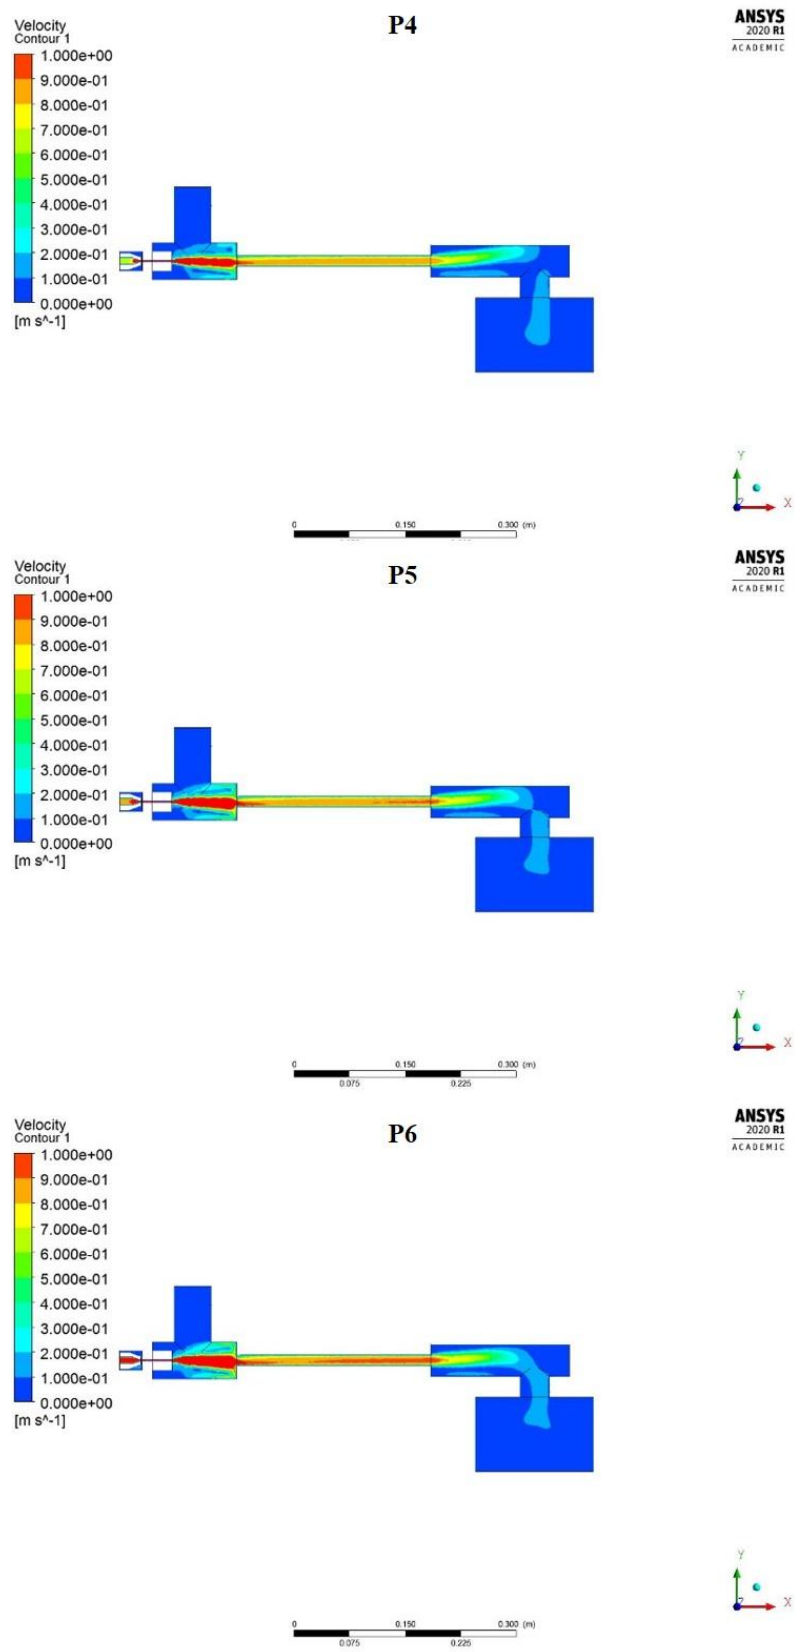 Velocity
Contour 1
P4
ANSYS
2020 R1
ACADEMIC
1.000e+00
9.000e-01
8.000e-01
7.000e-01
6.000e-01
5.000e-01
4.000e-01
3.000e-01
2.000e-01
1.000e-01
0.000e+00
[m s^-1]
Y
Z
X
0 0.150 0.300 (m)
Velocity
Contour 1
P5
ANSYS
2020 R1
ACADEMIC
1.000e+00
9.000e-01
8.000e-01
7.000e-01
6.000e-01
5.000e-01
4.000e-01
3.000e-01
2.000e-01
1.000e-01
0.000e+00
[m s^-1]
Y
Z
X
0 0.150 0.300 (m)
0.075 0.225
Velocity
Contour 1
P6
ANSYS
2020 R1
ACADEMIC
1.000e+00
9.000e-01
8.000e-01
7.000e-01
6.000e-01
5.000e-01
4.000e-01
3.000e-01
2.000e-01
1.000e-01
0.000e+00
[m s^-1]
Y
Z
X
0 0.150 0.300 (m)
0.075 0.225